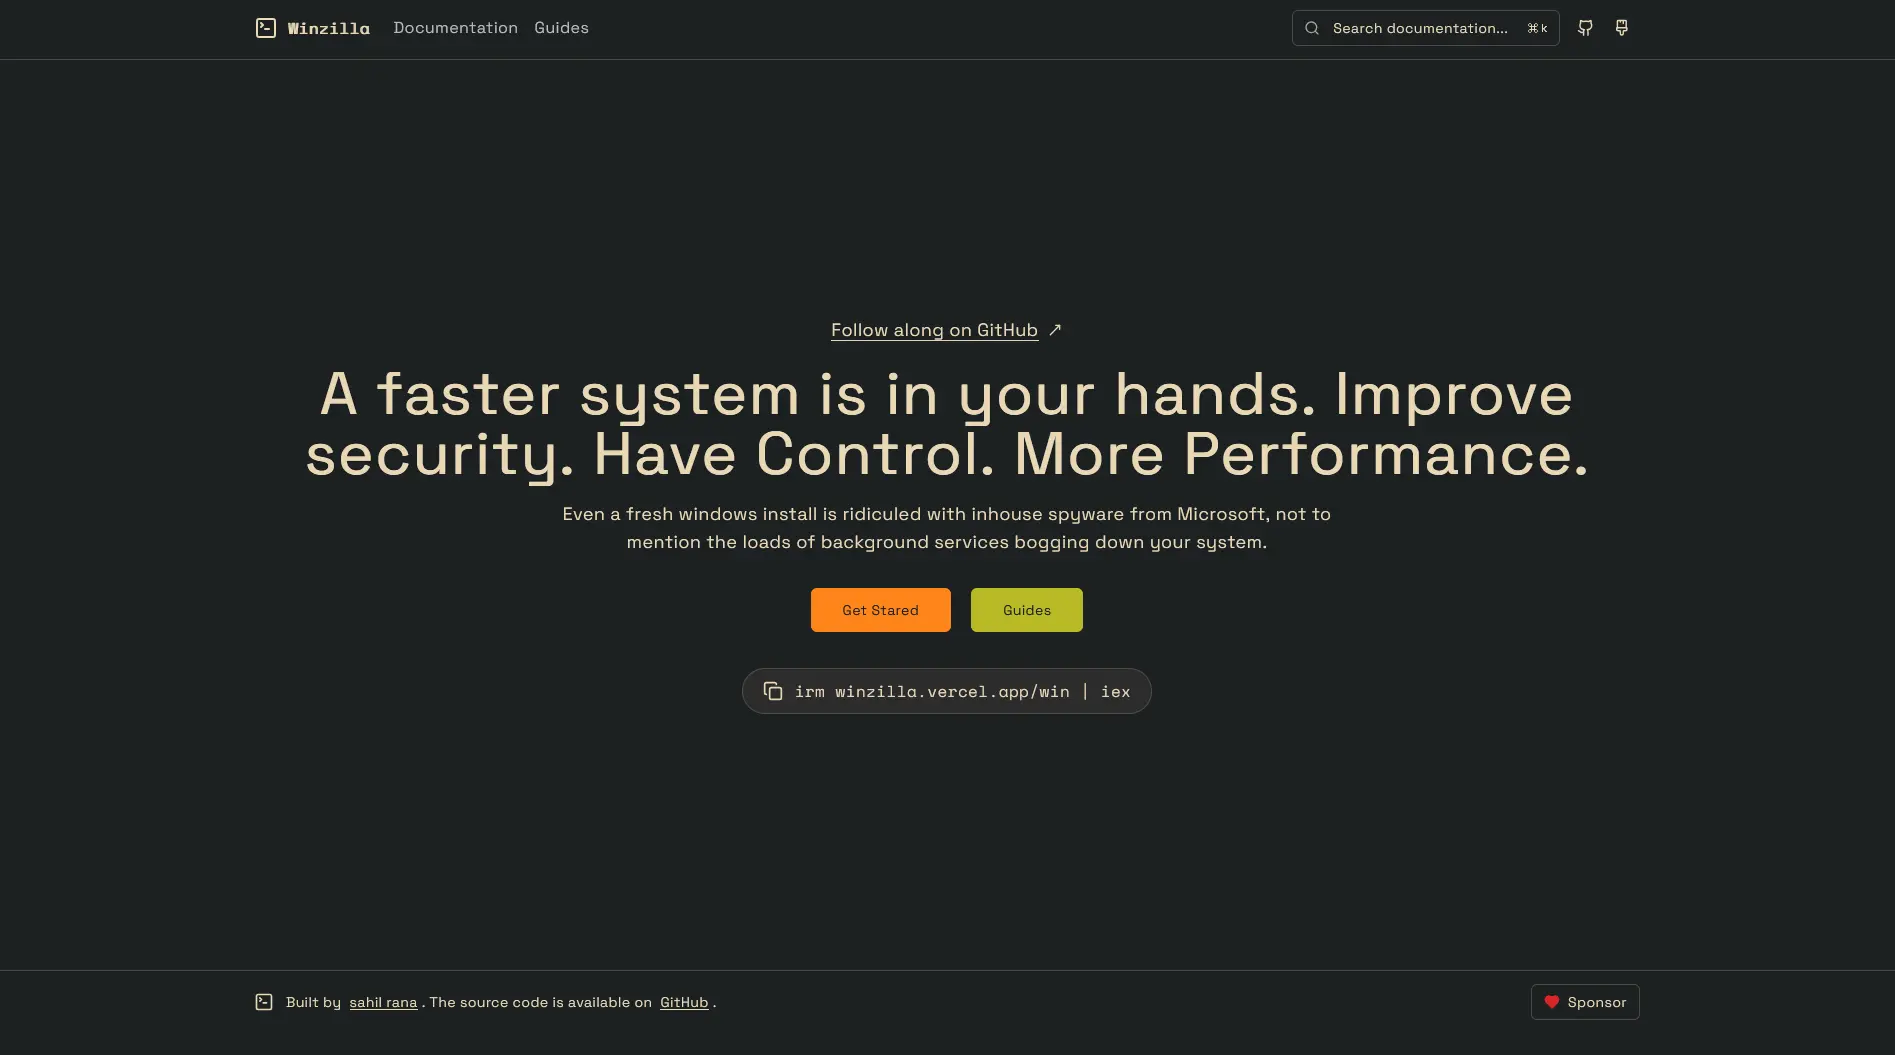 Winzilla Documentation Guides Search documentation... ⌘k
Follow along on GitHub ↗
A faster system is in your hands. Improve
security. Have Control. More Performance.
Even a fresh windows install is ridiculed with inhouse spyware from Microsoft, not to
mention the loads of background services bogging down your system.
Get Stared Guides
irm winzilla.vercel.app/win | iex
Built by sahil rana . The source code is available on GitHub . Sponsor